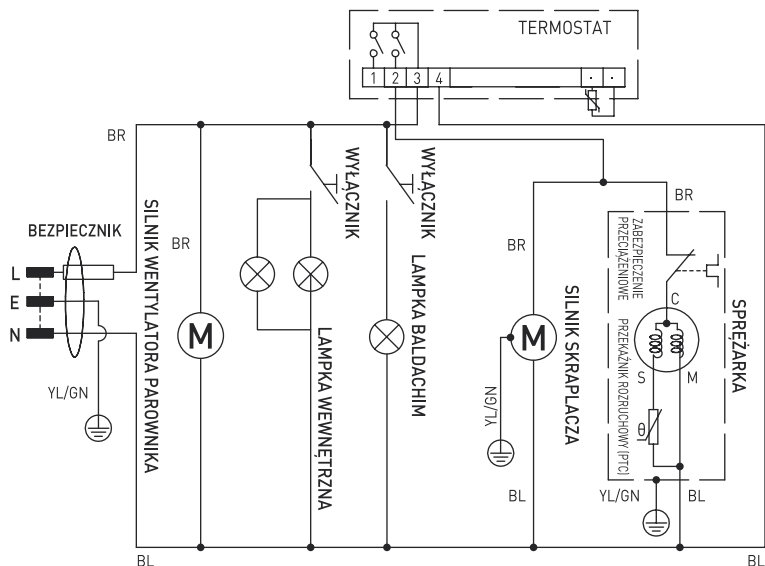 TERMOSTAT
1 2 3 4
BR
WYŁĄCZNIK
WYŁĄCZNIK
BR
BEZPIECZNIK
SILNIK WENTYLATORA PAROWNIKA
BR
BR
ZABEZPIECZENIE
PRZECIĄŻENIOWE
L
E
N
M
LAMPKA WEWNĘTRZNA
LAMPKA BALDACHIM
M
SILNIK SKRAPLACZA
C
SPRĘŻARKA
S
M
PRZEKAŹNIK ROZRUCHOWY (PTC)
θ
YL/GN
YL/GN
BL
YL/GN
BL
BL
BL